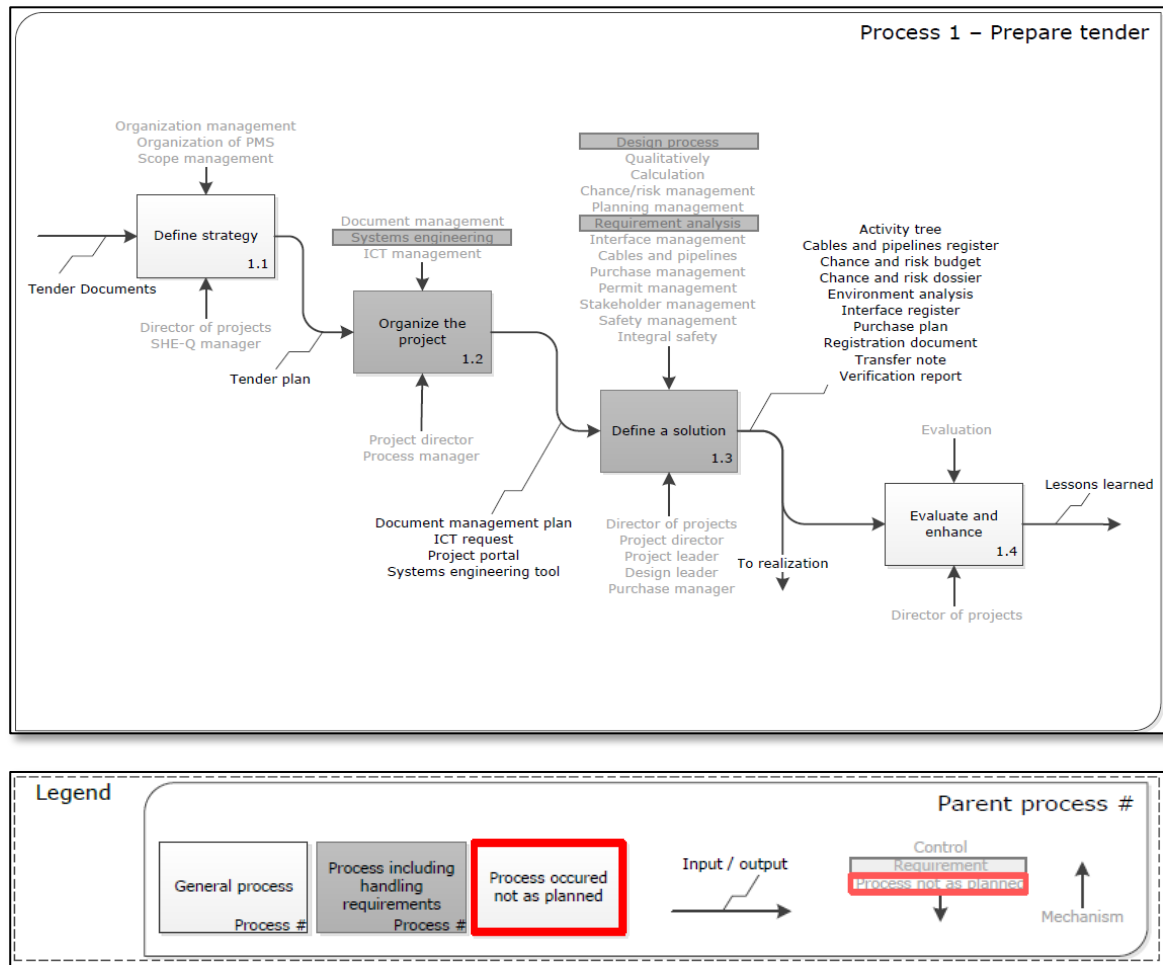 Process 1 – Prepare tender
Organization management
Organization of PMS
Scope management
Define strategy
1.1
Tender Documents
Director of projects
SHE-Q manager
Tender plan
Document management
Systems engineering
ICT management
Organize the
project
1.2
Project director
Process manager
Document management plan
ICT request
Project portal
Systems engineering tool
Design process
Qualitatively
Calculation
Chance/risk management
Planning management
Requirement analysis
Interface management
Cables and pipelines
Purchase management
Permit management
Stakeholder management
Safety management
Integral safety
Define a solution
1.3
Director of projects
Project director
Project leader
Design leader
Purchase manager
Activity tree
Cables and pipelines register
Chance and risk budget
Chance and risk dossier
Environment analysis
Interface register
Purchase plan
Registration document
Transfer note
Verification report
To realization
Evaluation
Evaluate and
enhance
1.4
Lessons learned
Director of projects
Legend
Parent process #
General process
Process #
Process including
handling
requirements
Process #
Process occured
not as planned
Input / output
Control
Requirement
Process not as planned
Mechanism